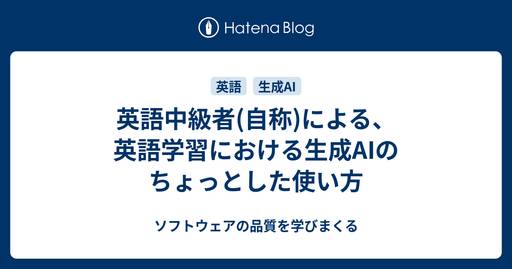 Hatena Blog
英語 生成AI
英語中級者(自称)による、
英語学習における生成AIの
ちょっとした使い方
ソフトウェアの品質を学びまくる